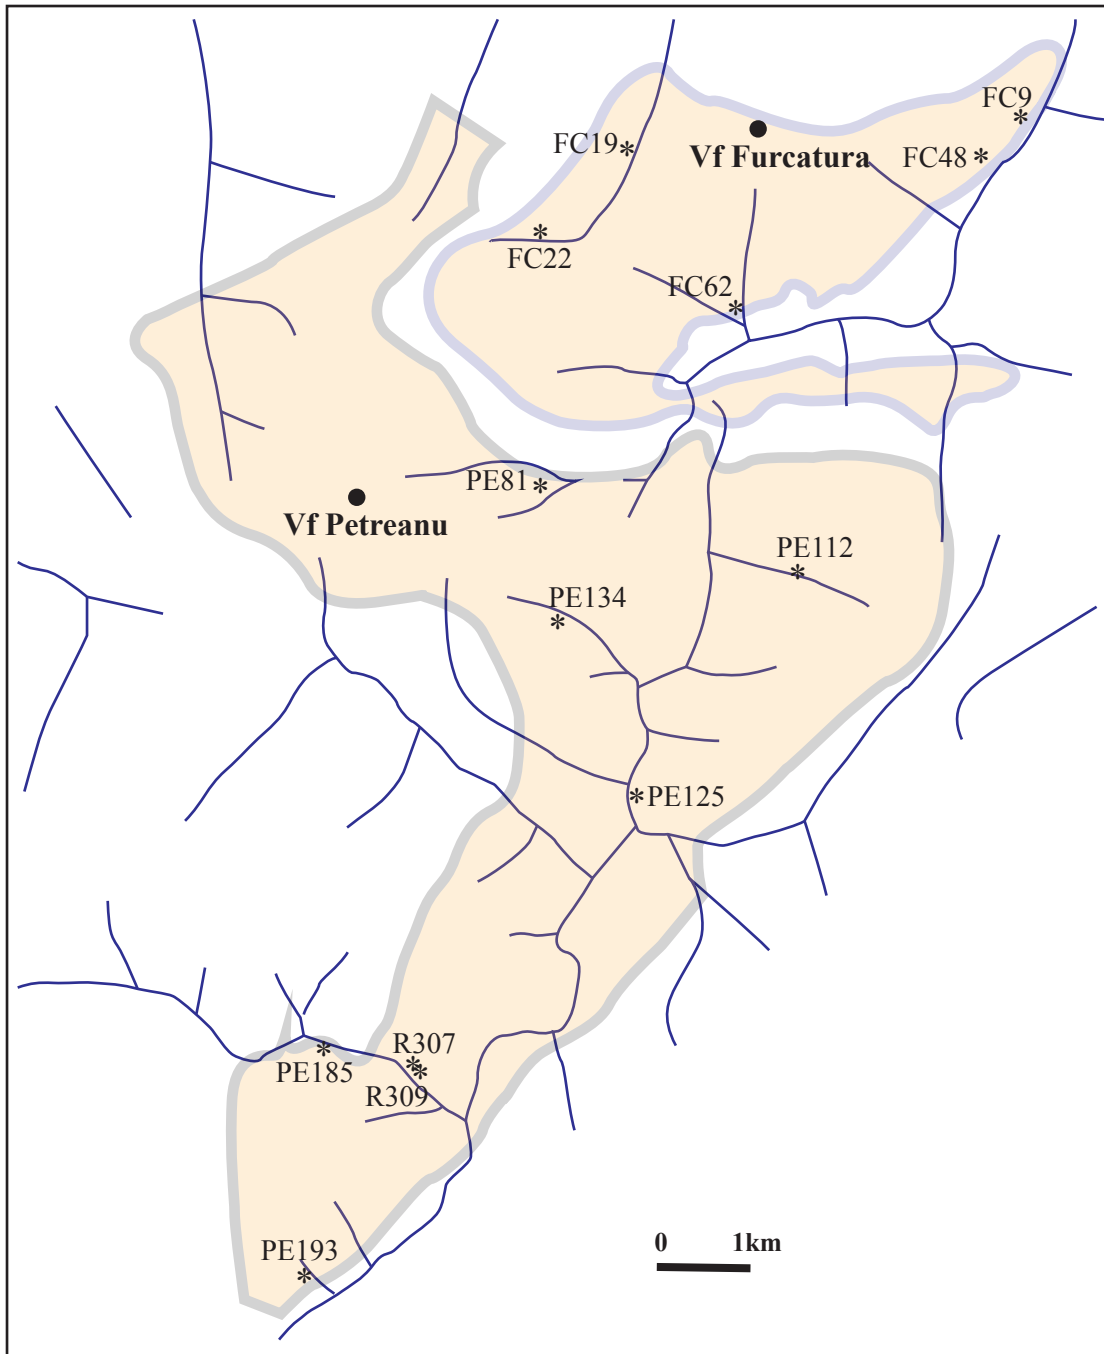 FC9
FC19
Vf Furcatura
FC48
FC22
FC62
PE81
Vf Petreanu
PE112
PE134
PE125
R307
PE185
R309
PE193
0 1km